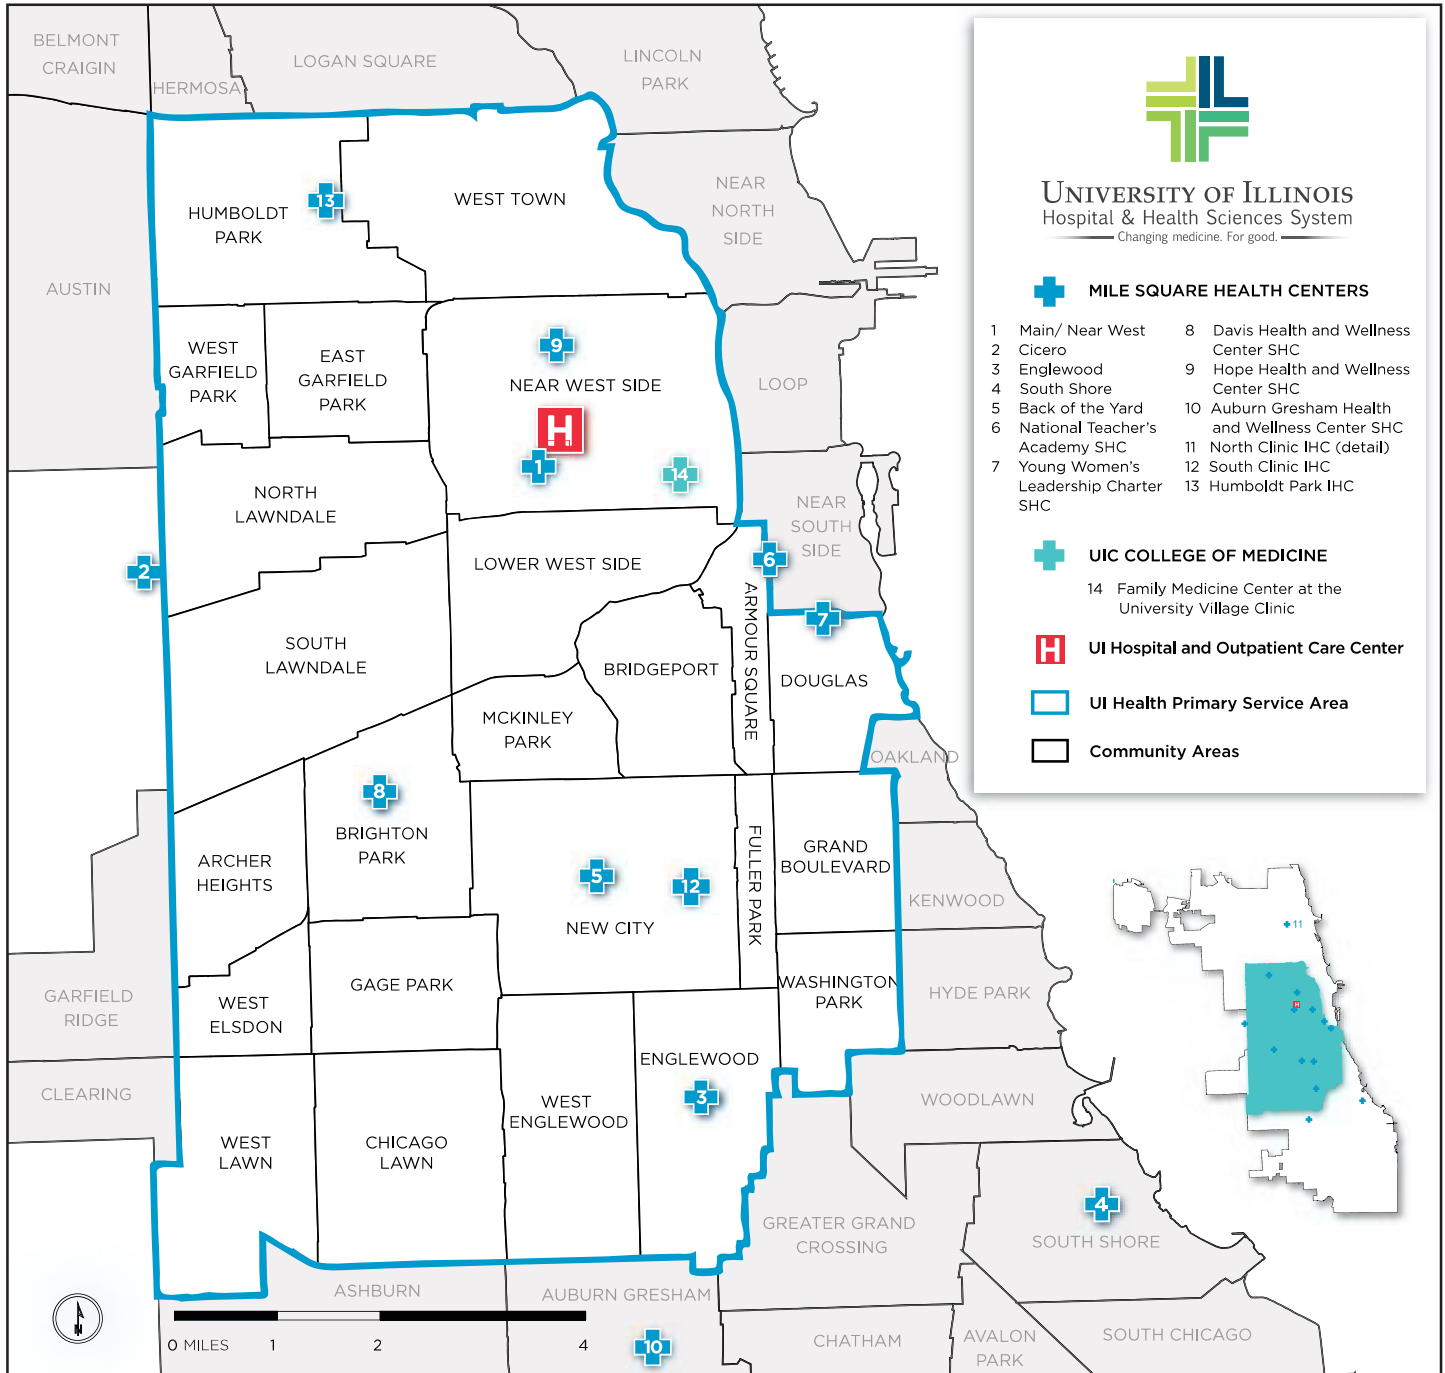 BELMONT
CRAIGIN
HERMOSA
LOGAN SQUARE
LINCOLN
PARK
NEAR
NORTH
SIDE
AUSTIN
HUMBOLDT
PARK
13
WEST TOWN
WEST
GARFIELD
PARK
EAST
GARFIELD
PARK
9
NEAR WEST SIDE
H
1
14
LOOP
NORTH
LAWNDALE
NEAR
SOUTH
SIDE
2
LOWER WEST SIDE
6
ARMOUR SQUARE
7
SOUTH
LAWNDALE
BRIDGEPORT
DOUGLAS
MCKINLEY
PARK
OAKLAND
8
BRIGHTON
PARK
ARCHER
HEIGHTS
5
12
NEW CITY
FULLER PARK
GRAND
BOULEVARD
KENWOOD
GARFIELD
RIDGE
WEST
ELSDON
GAGE PARK
WASHINGTON
PARK
HYDE PARK
CLEARING
ENGLEWOOD
3
WEST
ENGLEWOOD
WOODLAWN
WEST
LAWN
CHICAGO
LAWN
4
SOUTH SHORE
GREATER GRAND
CROSSING
ASHBURN
AUBURN GRESHAM
10
CHATHAM
AVALON
PARK
SOUTH CHICAGO
N
0 MILES 1 2 4
UNIVERSITY OF ILLINOIS
Hospital & Health Sciences System
Changing medicine. For good.
MILE SQUARE HEALTH CENTERS
1 Main/ Near West
2 Cicero
3 Englewood
4 South Shore
5 Back of the Yard
6 National Teacher's
Academy SHC
7 Young Women's
Leadership Charter
SHC
8 Davis Health and Wellness
Center SHC
9 Hope Health and Wellness
Center SHC
10 Auburn Gresham Health
and Wellness Center SHC
11 North Clinic IHC (detail)
12 South Clinic IHC
13 Humboldt Park IHC
UIC COLLEGE OF MEDICINE
14 Family Medicine Center at the
University Village Clinic
H UI Hospital and Outpatient Care Center
UI Health Primary Service Area
Community Areas
11
H